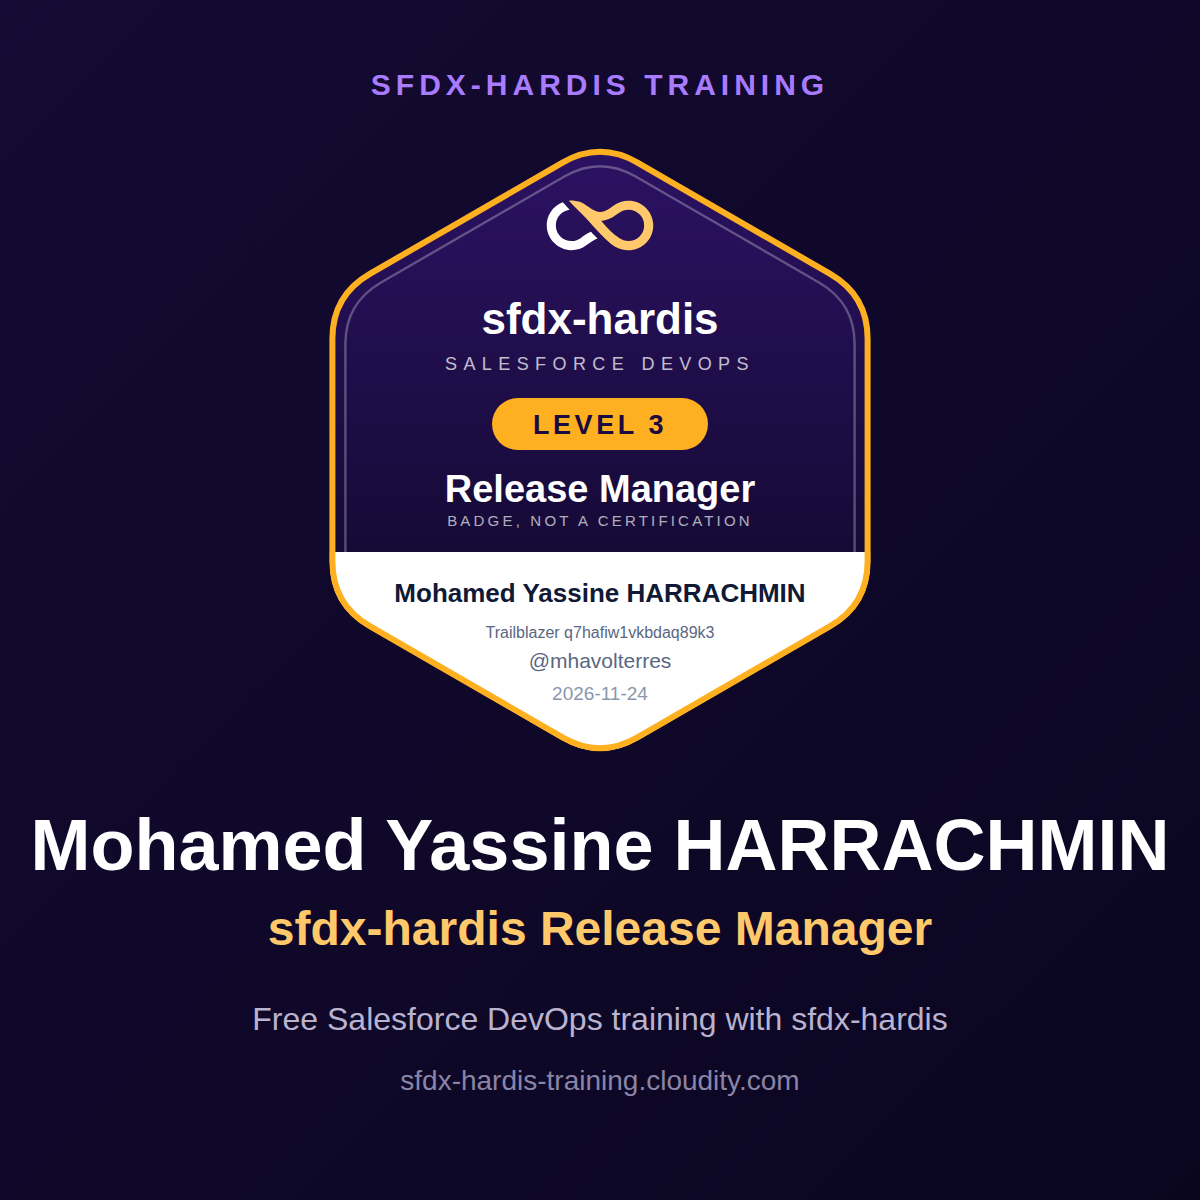 SFDX-HARDIS TRAINING
sfdx-hardis
SALESFORCE DEVOPS
LEVEL 3
Release Manager
BADGE, NOT A CERTIFICATION
Mohamed Yassine HARRACHMIN
Trailblazer q7hafiw1vkbdaq89k3
@mhavolterres
2026-11-24
Mohamed Yassine HARRACHMIN
sfdx-hardis Release Manager
Free Salesforce DevOps training with sfdx-hardis
sfdx-hardis-training.cloudity.com